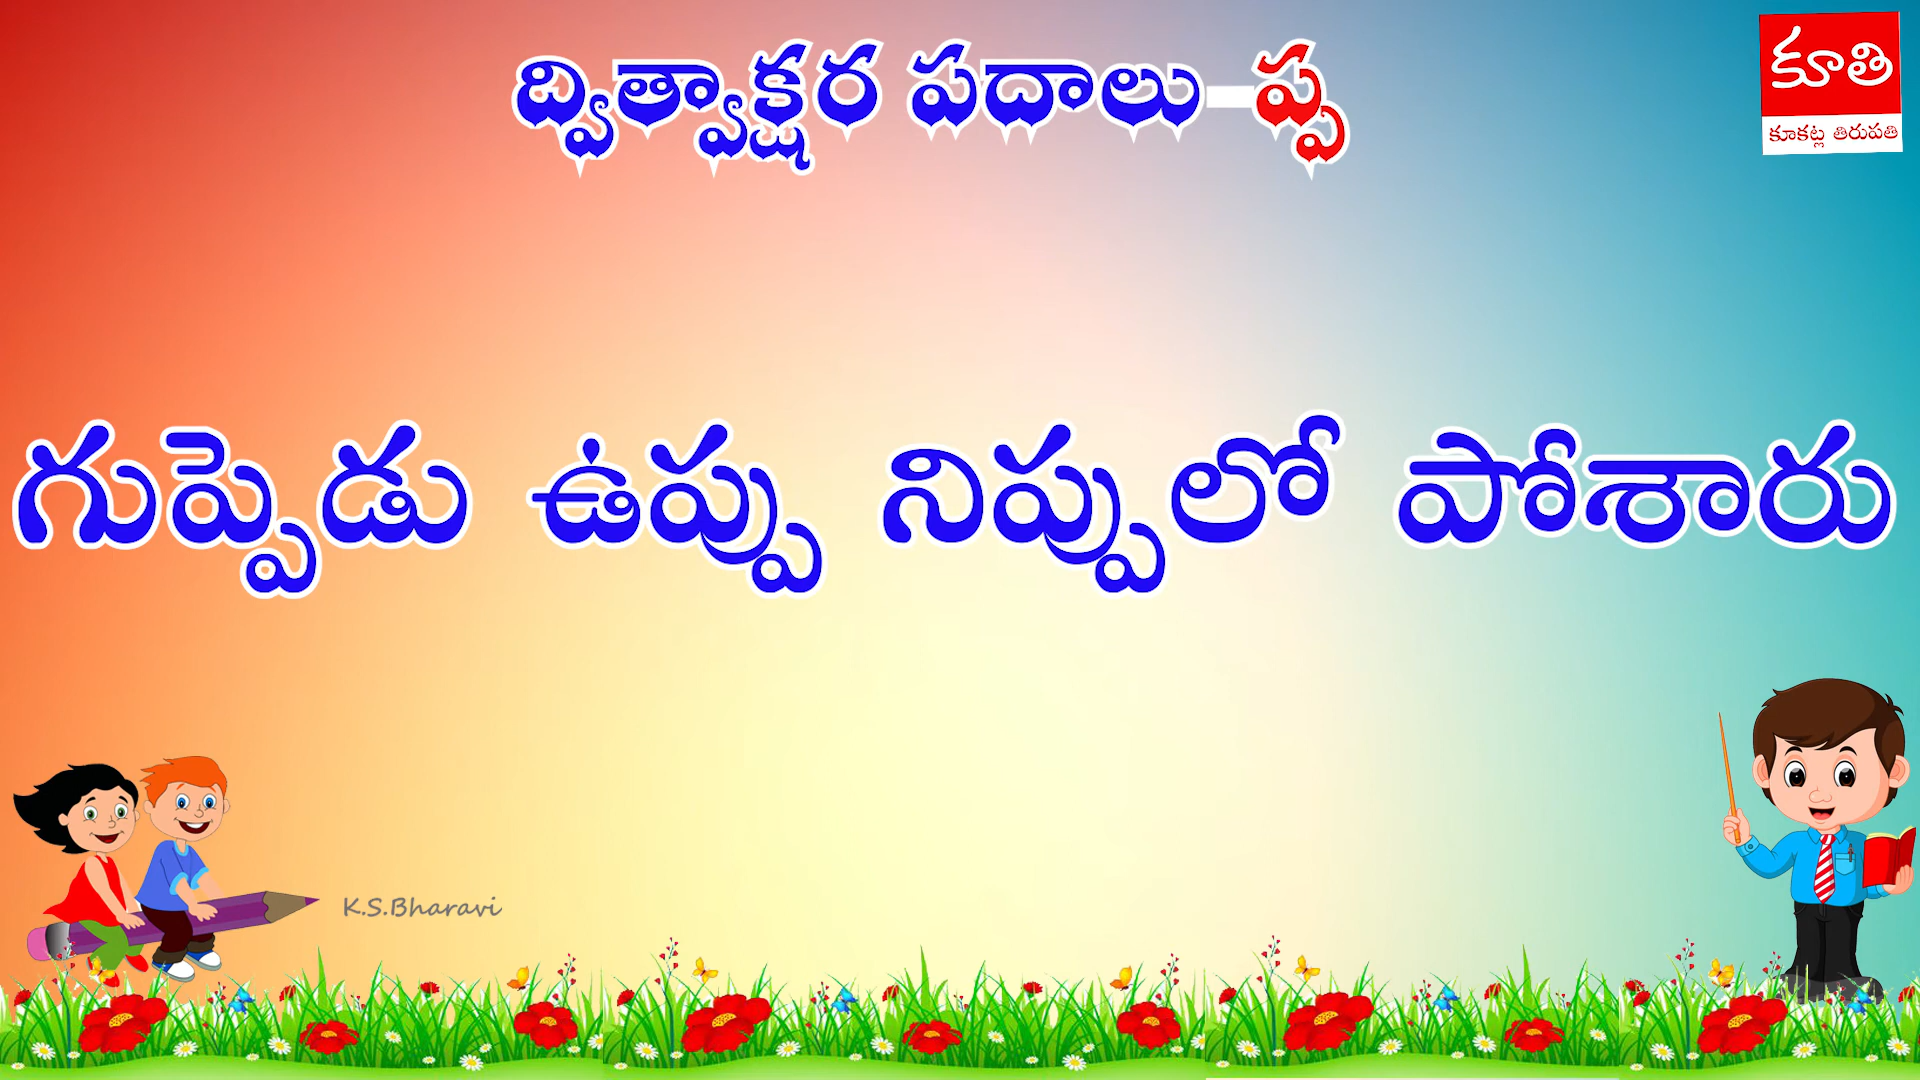 ద్విత్వాక్షర పదాలు-ప్ప
కూతి
కూకట్ల తిరుపతి
గుప్పెడు ఉప్పు నిప్పులో పోశారు
K.S.Bharavi